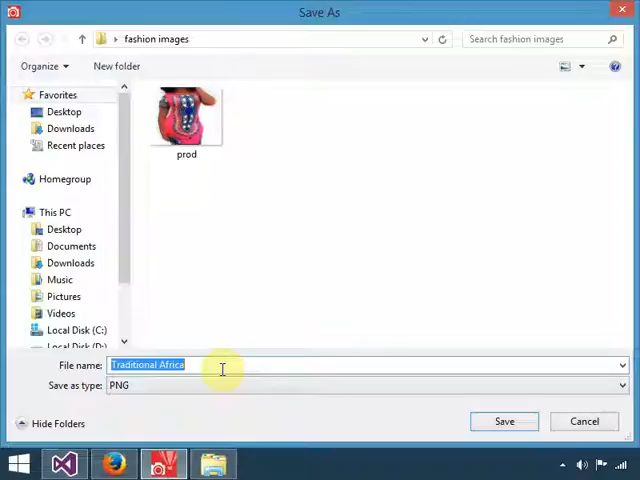 Save As
fashion images
Search fashion images
Organize
New folder
Favorites
Desktop
Downloads
Recent places
Homegroup
This PC
Desktop
Documents
Downloads
Music
Pictures
Videos
Local Disk (C:)
Local Disk (D:)
prod
File name: Traditional Africa
Save as type: PNG
Hide Folders
Save
Cancel